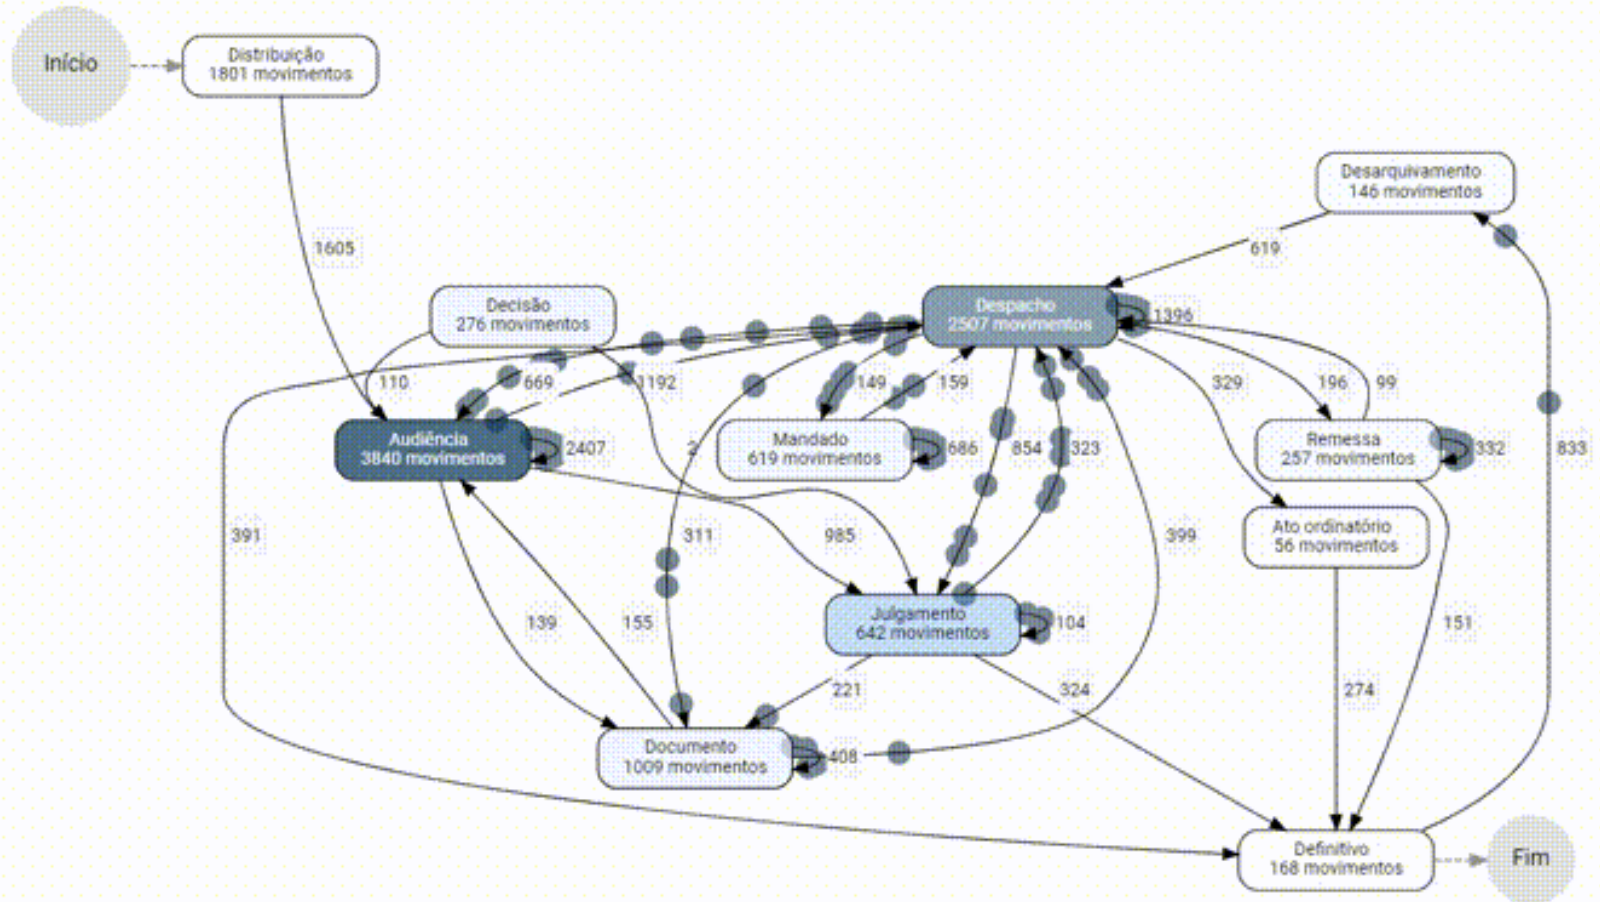 Início
Distribuição
1801 movimentos
Desarquivamento
146 movimentos
1605
619
Decisão
276 movimentos
Despacho
2507 movimentos
1396
110
669
1192
149
159
329
196
99
Audiência
3840 movimentos
2407
2
Mandado
619 movimentos
686
854
323
Remessa
257 movimentos
332
833
391
311
985
399
Ato ordinatório
56 movimentos
139
155
Julgamento
642 movimentos
104
151
221
324
274
Documento
1009 movimentos
408
Definitivo
168 movimentos
Fim